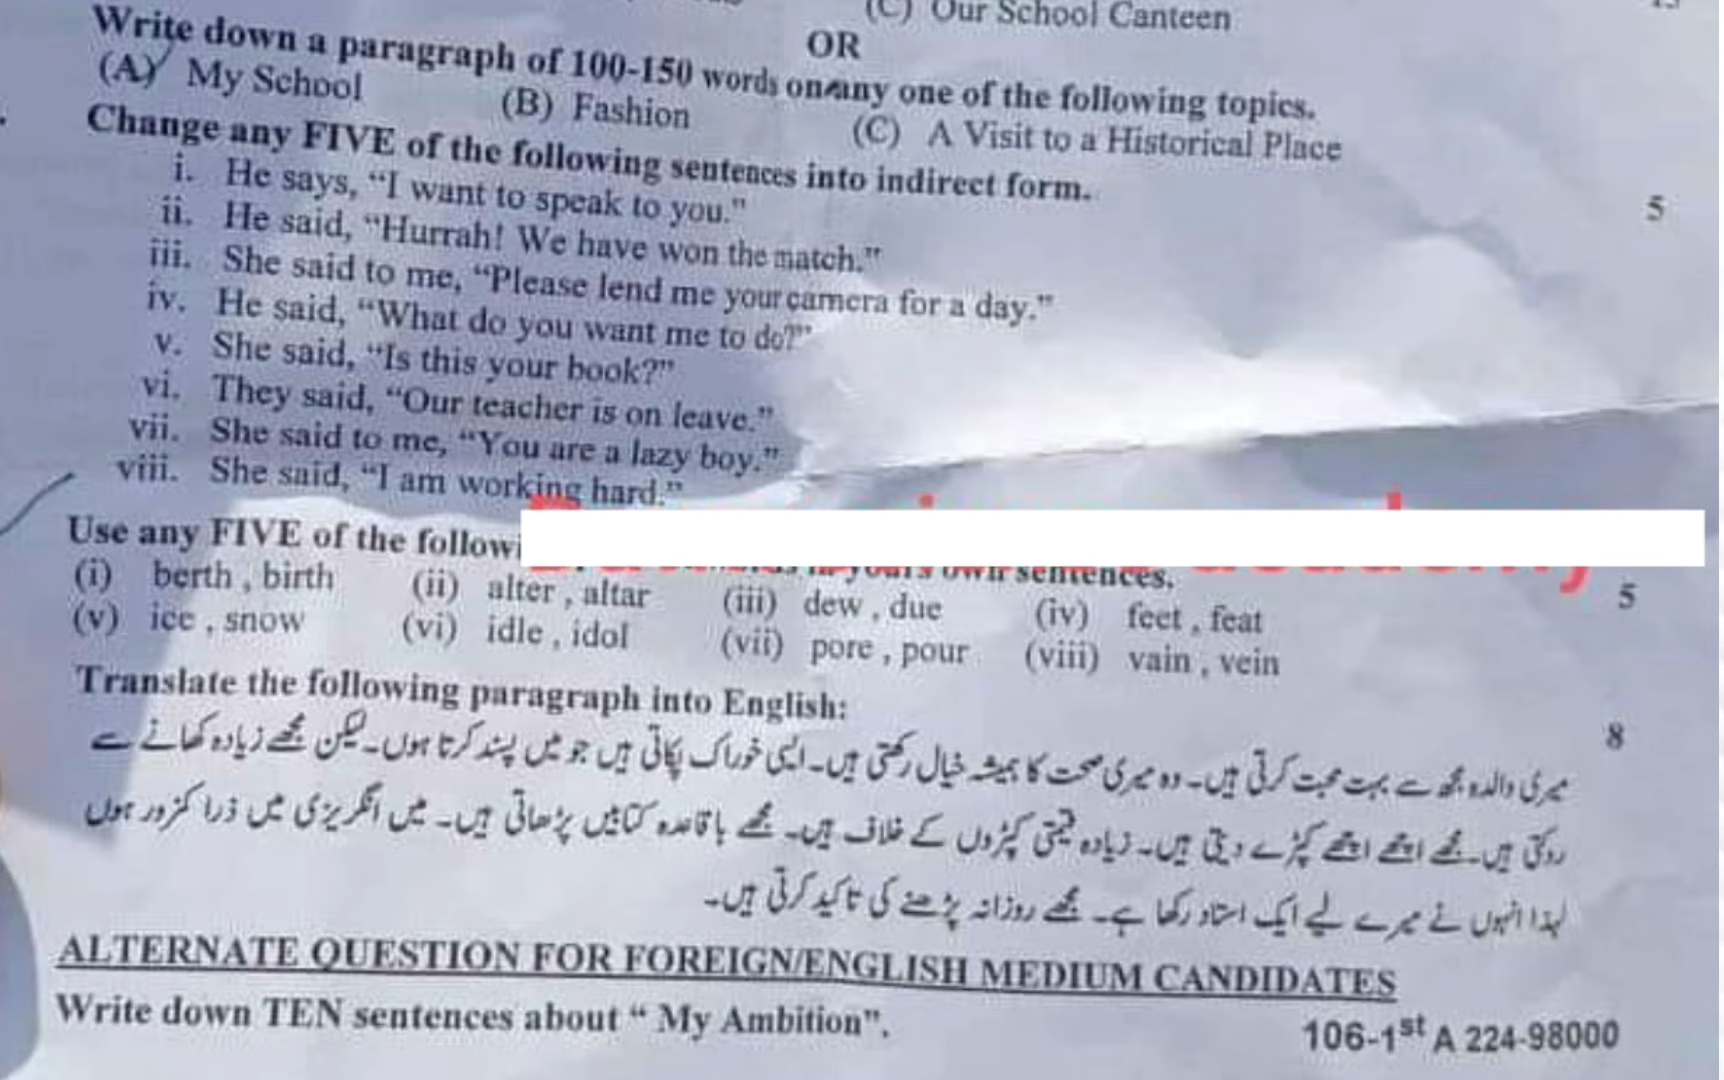 (C) Our School Canteen
OR
Write down a paragraph of 100-150 words on any one of the following topics.
(A) My School (B) Fashion (C) A Visit to a Historical Place
Change any FIVE of the following sentences into indirect form. 5
i. He says, “I want to speak to you.”
ii. He said, “Hurrah! We have won the match.”
iii. She said to me, “Please lend me your camera for a day.”
iv. He said, “What do you want me to do?”
v. She said, “Is this your book?”
vi. They said, “Our teacher is on leave.”
vii. She said to me, “You are a lazy boy.”
viii. She said, “I am working hard.”
Use any FIVE of the yours own sentences. 5
(i) berth , birth (ii) alter , altar (iii) dew , due (iv) feet , feat
(v) ice , snow (vi) idle , idol (vii) pore , pour (viii) vain , vein
Translate the following paragraph into English: 8
میری والدہ مجھ سے بہت محبت کرتی ہیں۔ وہ میری صحت کا ہمیشہ خیال رکھتی ہیں۔ ایسی خوراک پکاتی ہیں جو میں پسند کرتا ہوں۔ لیکن مجھے زیادہ کھانے سے
روکتی ہیں۔ مجھے اچھے اچھے کپڑے دیتی ہیں۔ زیادہ قیمتی کپڑوں کے خلاف ہیں۔ مجھے باقاعدہ کتابیں پڑھاتی ہیں۔ میں انگریزی میں ذرا کمزور ہوں
لہذا انہوں نے میرے لیے ایک استاد رکھا ہے۔ مجھے روزانہ پڑھنے کی تاکید کرتی ہیں۔
ALTERNATE QUESTION FOR FOREIGN/ENGLISH MEDIUM CANDIDATES
Write down TEN sentences about “ My Ambition”.
106-1st A 224-98000